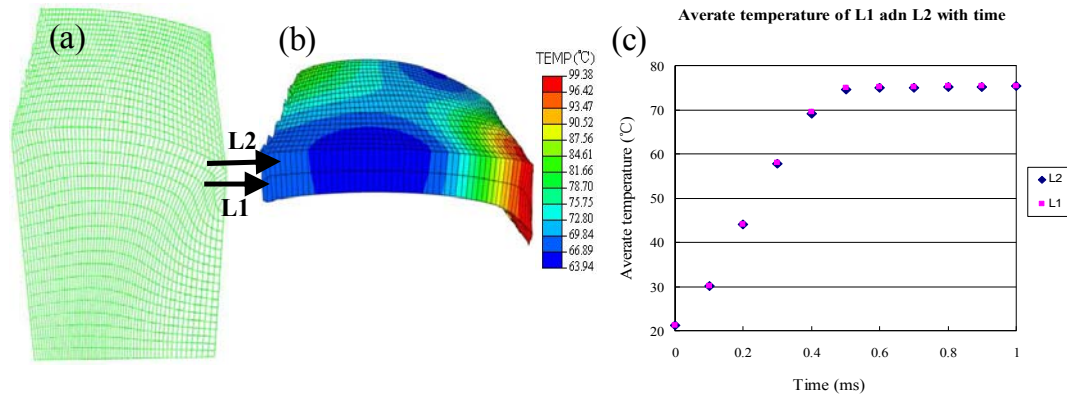 (a)
(b)
L2
L1
TEMP(℃)
99.38
96.42
93.47
90.52
87.56
84.61
81.66
78.70
75.75
72.80
69.84
66.89
63.94
Averate temperature of L1 adn L2 with time
(c)
Averate temperature (℃)
80
70
60
50
40
30
20
0 0.2 0.4 0.6 0.8 1
Time (ms)
L2
L1